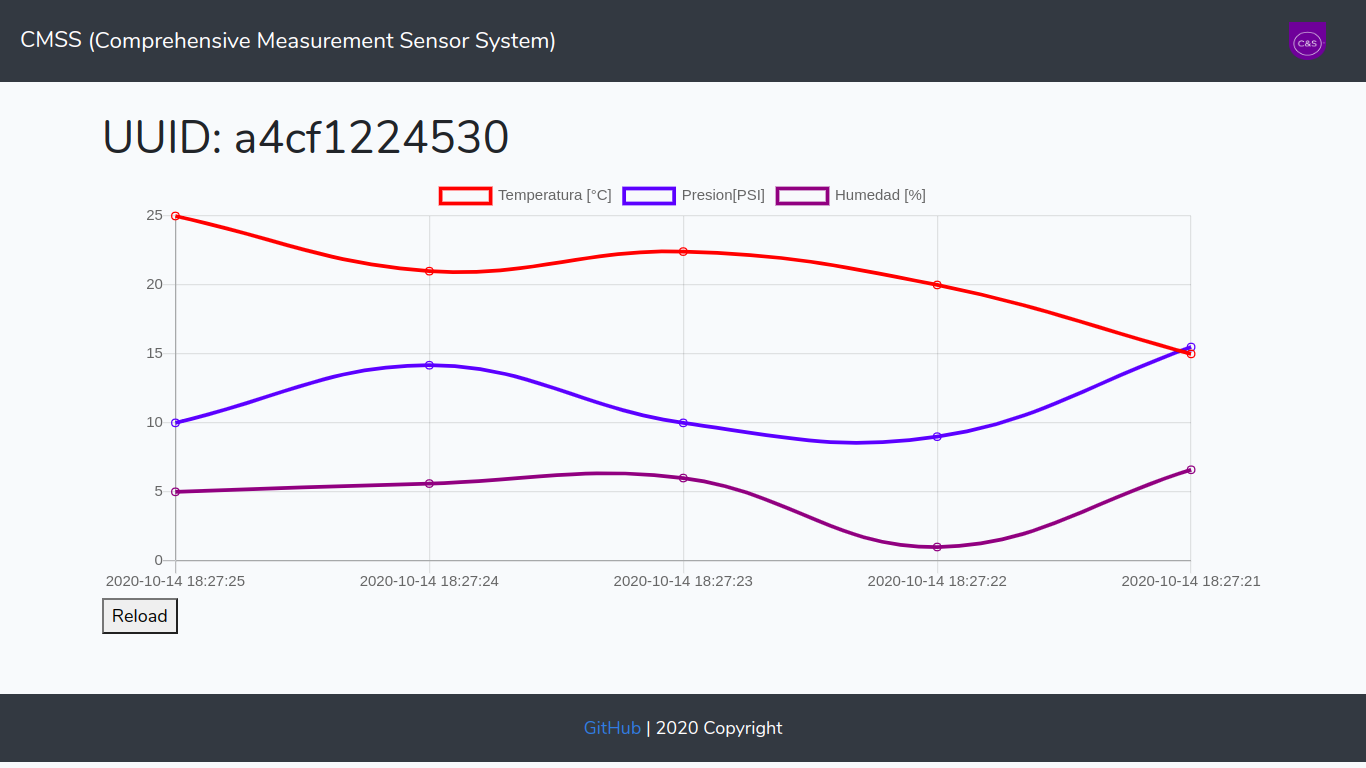 CMSS (Comprehensive Measurement Sensor System)
C&S
UUID: a4cf1224530
Temperatura [°C] Presion[PSI] Humedad [%]
25
20
15
10
5
0
2020-10-14 18:27:25 2020-10-14 18:27:24 2020-10-14 18:27:23 2020-10-14 18:27:22 2020-10-14 18:27:21
Reload
GitHub | 2020 Copyright